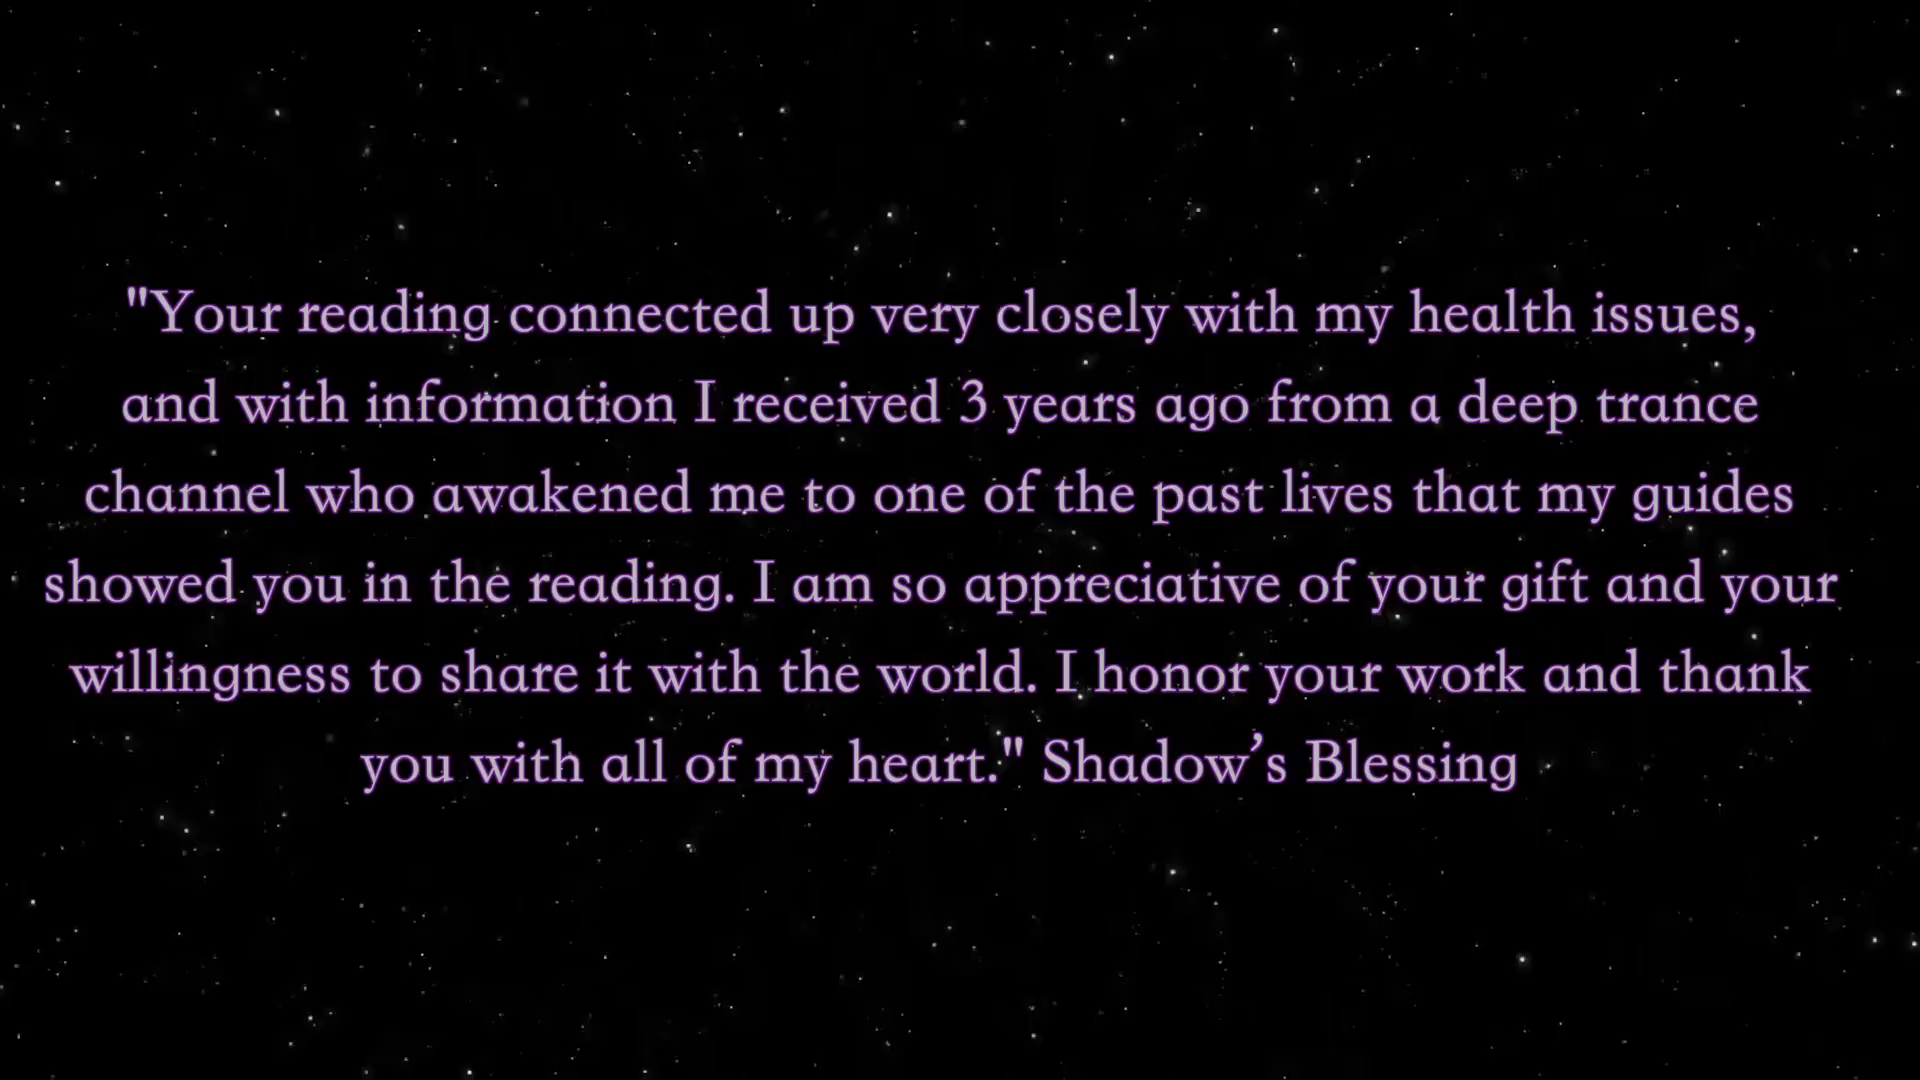 "Your reading connected up very closely with my health issues,
and with information I received 3 years ago from a deep trance
channel who awakened me to one of the past lives that my guides
showed you in the reading. I am so appreciative of your gift and your
willingness to share it with the world. I honor your work and thank
you with all of my heart." Shadow’s Blessing